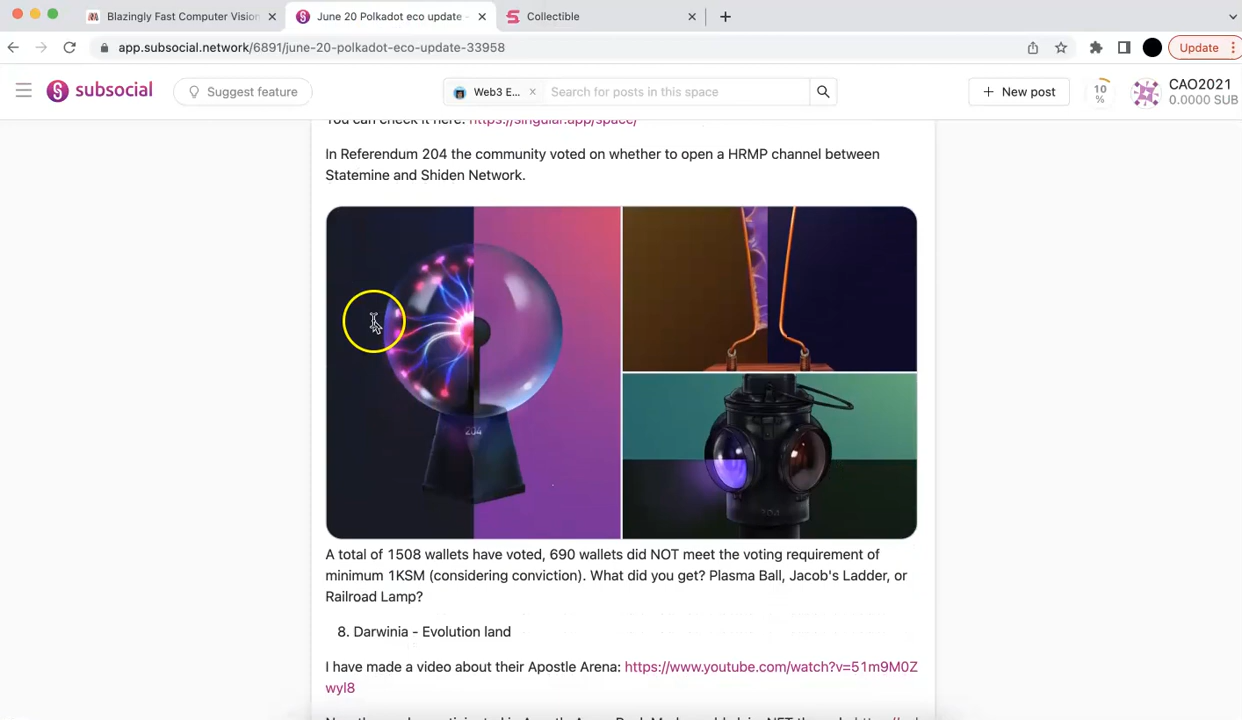 Blazingly Fast Computer Vision
June 20 Polkadot eco update -
Collectible
app.subsocial.network/6891/june-20-polkadot-eco-update-33958
Update
subsocial
Suggest feature
Web3 E...
Search for posts in this space
New post
10
%
CAO2021
0.0000 SUB
You can check it here: https://singular.app/space/
In Referendum 204 the community voted on whether to open a HRMP channel between
Statemine and Shiden Network.
204
204
A total of 1508 wallets have voted, 690 wallets did NOT meet the voting requirement of
minimum 1KSM (considering conviction). What did you get? Plasma Ball, Jacob's Ladder, or
Railroad Lamp?
8. Darwinia - Evolution land
I have made a video about their Apostle Arena: https://www.youtube.com/watch?v=51m9M0Z
wyI8